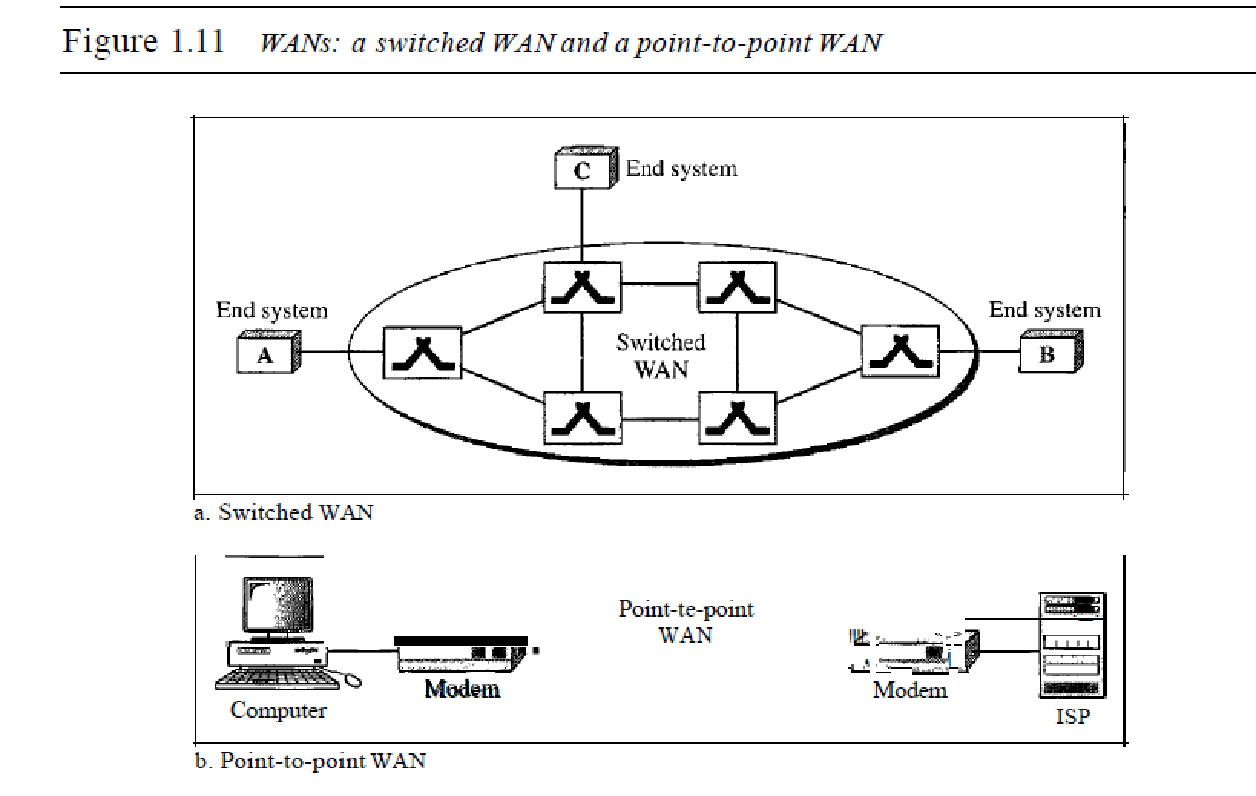 Figure 1.11 WANs: a switched WAN and a point-to-point WAN
C End system
End system
End system
A
Switched
WAN
B
a. Switched WAN
Point-te-point
WAN
Modem
Modem
Computer
ISP
b. Point-to-point WAN